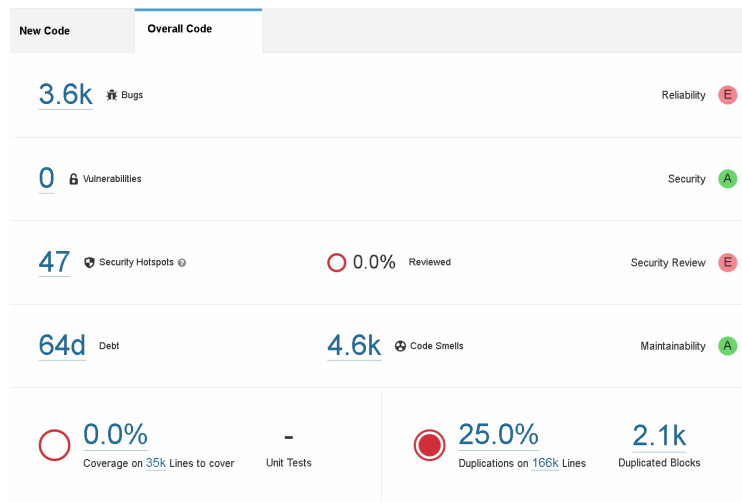 New Code
Overall Code
3.6k Bugs Reliability E
0 Vulnerabilities Security A
47 Security Hotspots ? 0.0% Reviewed Security Review E
64d Debt 4.6k Code Smells Maintainability A
0.0% - 25.0% 2.1k
Coverage on 35k Lines to cover Unit Tests Duplications on 166k Lines Duplicated Blocks